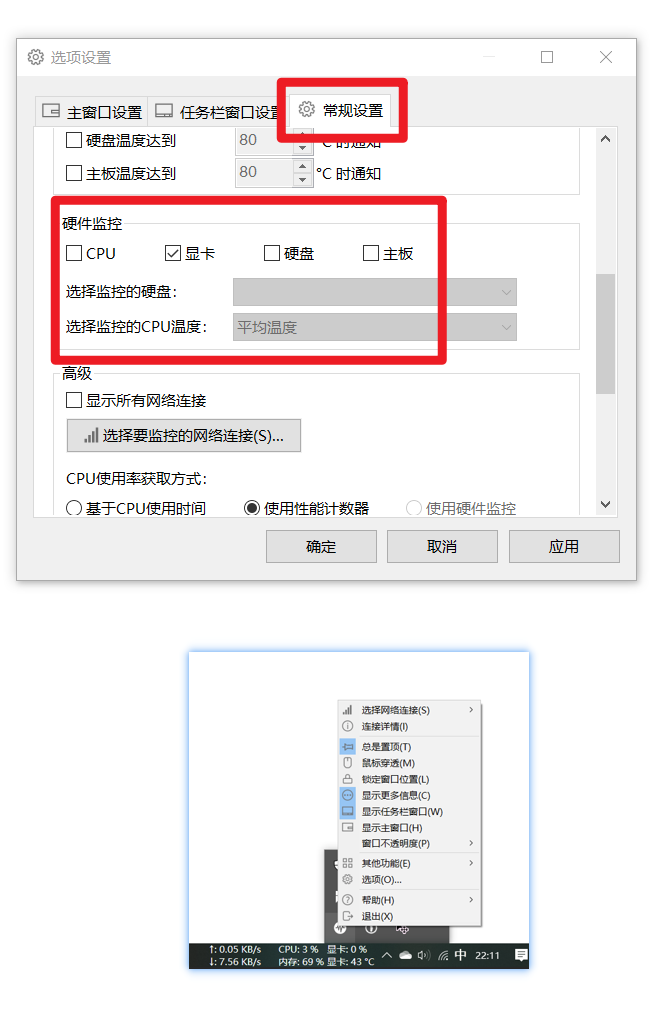 选项设置
主窗口设置 任务栏窗口设置 常规设置
硬盘温度达到 80 °C 时通知
主板温度达到 80 °C 时通知
硬件监控
CPU 显卡 硬盘 主板
选择监控的硬盘:
选择监控的CPU温度: 平均温度
高级
显示所有网络连接
选择要监控的网络连接(S)...
CPU使用率获取方式:
基于CPU使用时间 使用性能计数器 使用硬件监控
确定 取消 应用
选择网络连接(S)
连接详情(I)
总是置顶(T)
鼠标穿透(M)
锁定窗口位置(L)
显示更多信息(C)
显示任务栏窗口(W)
显示主窗口(H)
窗口不透明度(P)
其他功能(E)
选项(O)...
帮助(H)
退出(X)
↑: 0.05 KB/s CPU: 3 % 显卡: 0 %
↓: 7.56 KB/s 内存: 69 % 显卡: 43 °C
中 22:11